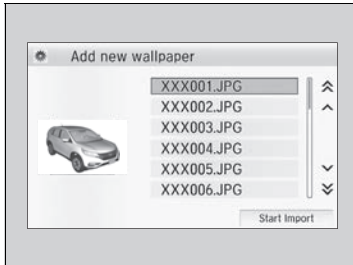 Add new wallpaper
XXX001.JPG
XXX002.JPG
XXX003.JPG
XXX004.JPG
XXX005.JPG
XXX006.JPG
Start Import